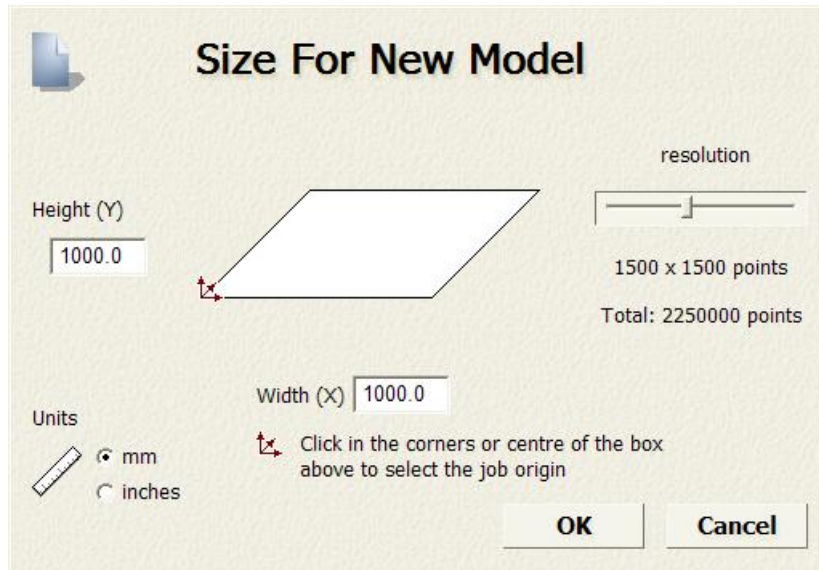 Size For New Model
resolution
Height (Y)
1000.0
1500 x 1500 points
Total: 2250000 points
Width (X) 1000.0
Units
mm
inches
Click in the corners or centre of the box
above to select the job origin
OK
Cancel